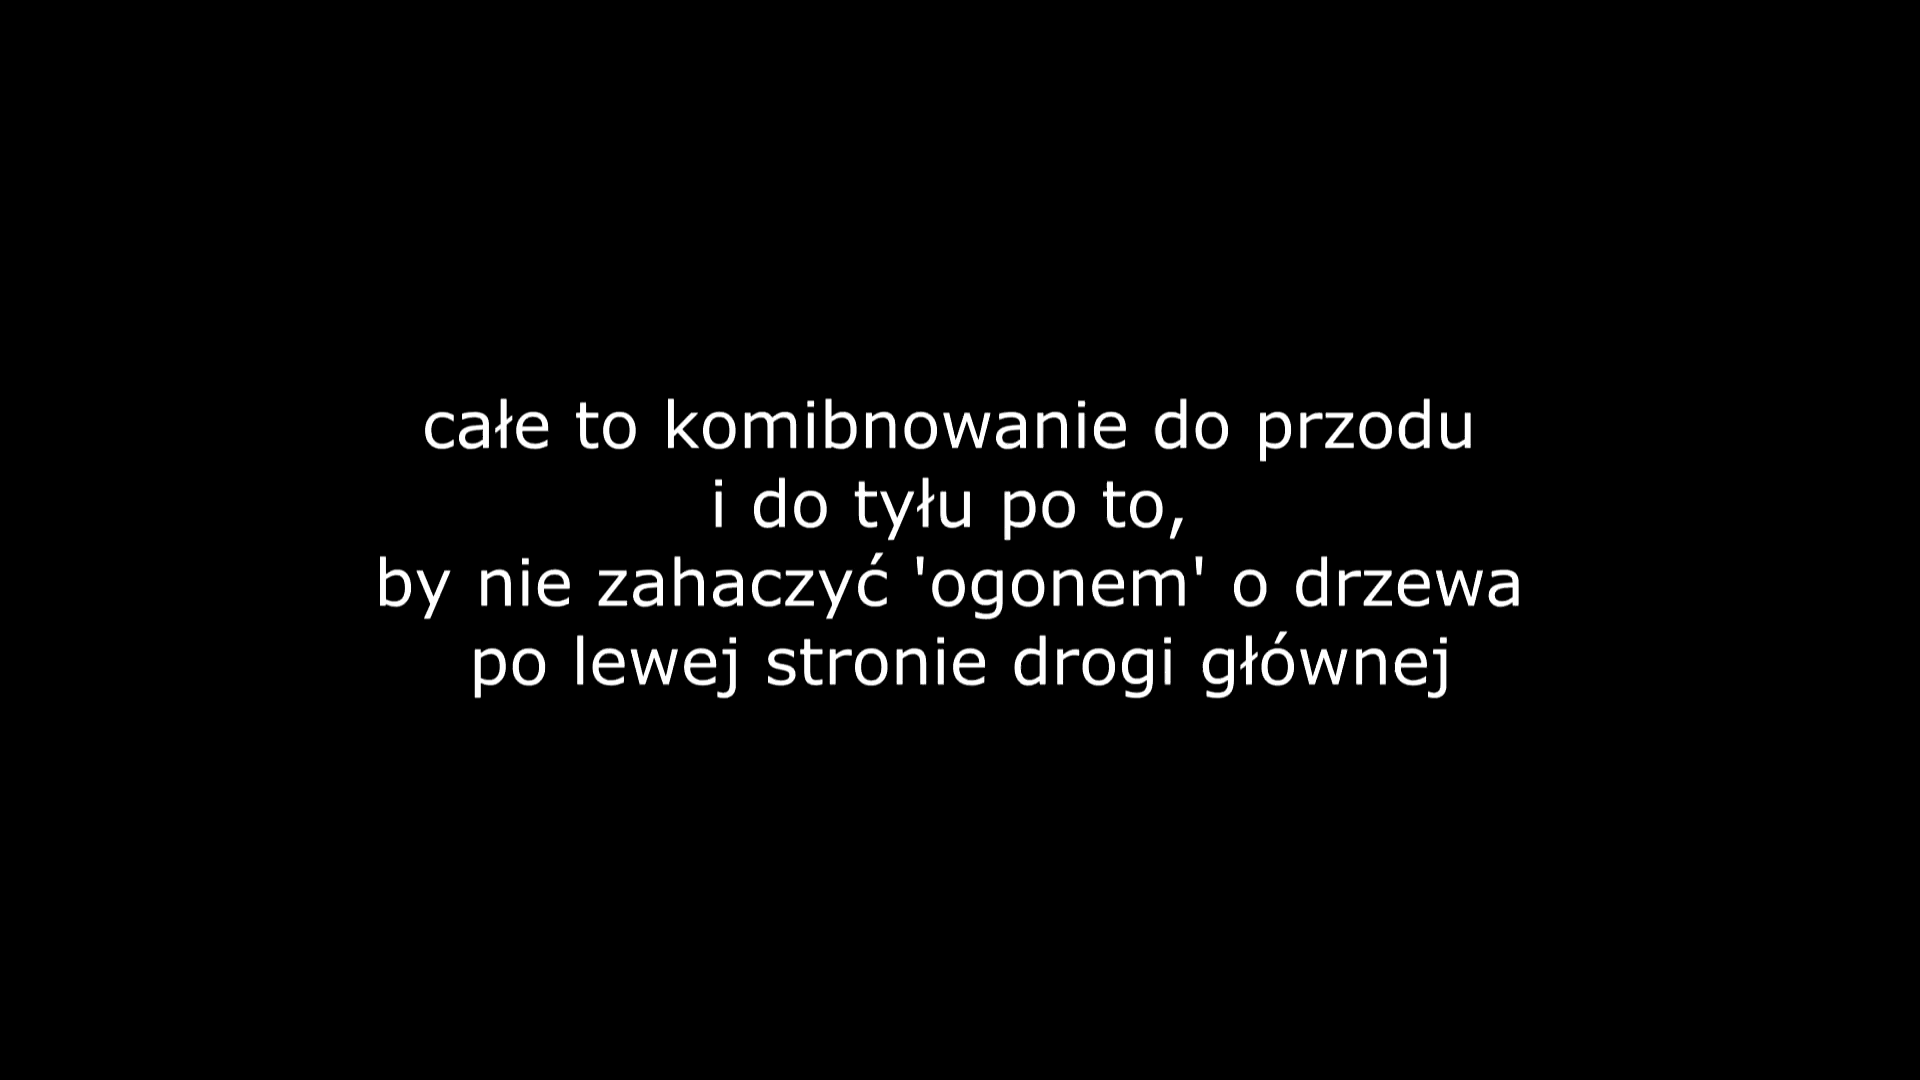 całe to komibnowanie do przodu
i do tyłu po to,
by nie zahaczyć 'ogonem' o drzewa
po lewej stronie drogi głównej